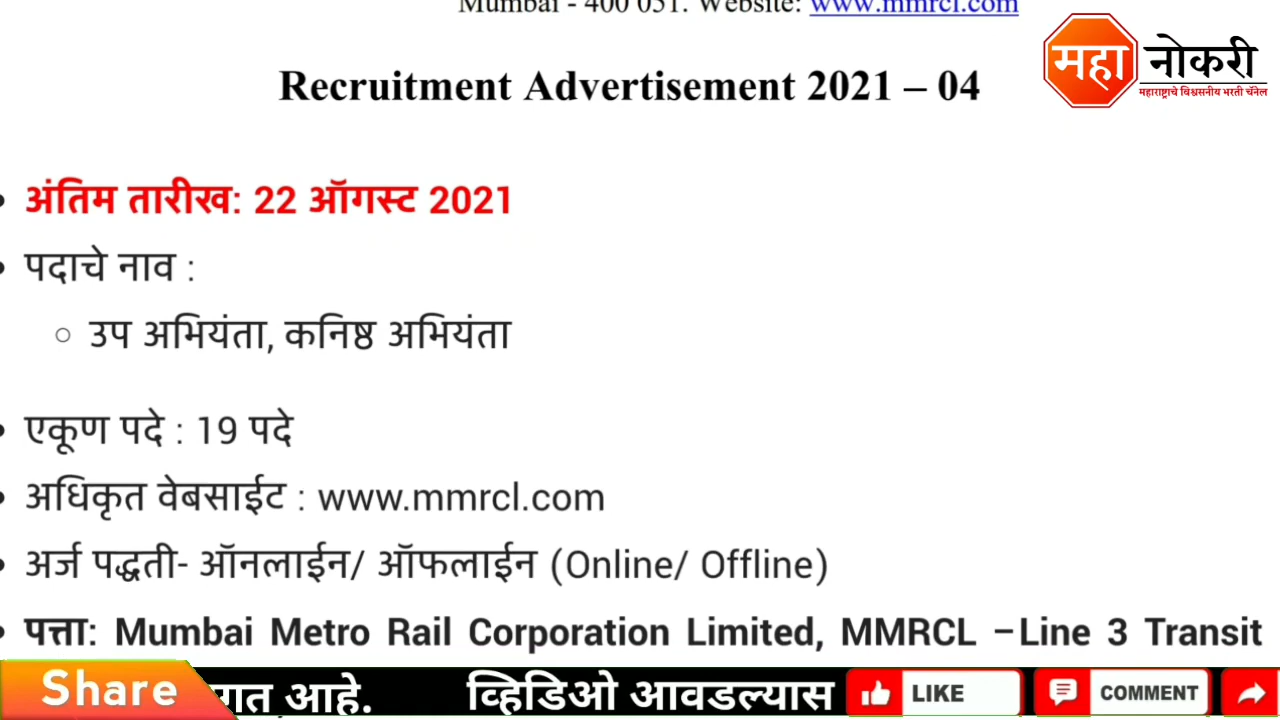 Mumbai - 400 051. Website: www.mmrcl.com
महा नोकरी
महाराष्ट्राचे विश्वसनीय भरती चॅनेल
Recruitment Advertisement 2021 – 04
• अंतिम तारीख: 22 ऑगस्ट 2021
• पदाचे नाव :
○ उप अभियंता, कनिष्ठ अभियंता
• एकूण पदे : 19 पदे
• अधिकृत वेबसाईट : www.mmrcl.com
• अर्ज पद्धती- ऑनलाईन/ ऑफलाईन (Online/ Offline)
• पत्ता: Mumbai Metro Rail Corporation Limited, MMRCL –Line 3 Transit
Share आहे. व्हिडिओ आवडल्यास LIKE COMMENT